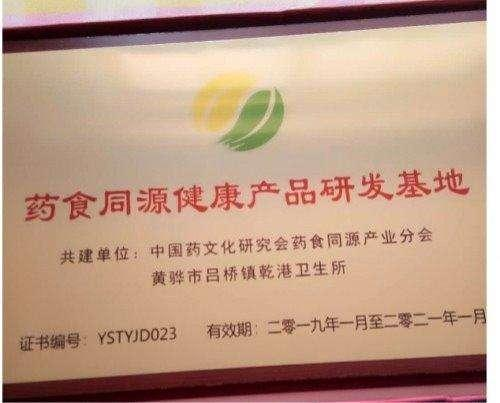 药食同源健康产品研发基地
共建单位：中国药文化研究会药食同源产业分会
黄骅市吕桥镇乾港卫生所
证书编号：YSTYJD023 有效期：二零一九年一月至二零二一年一月